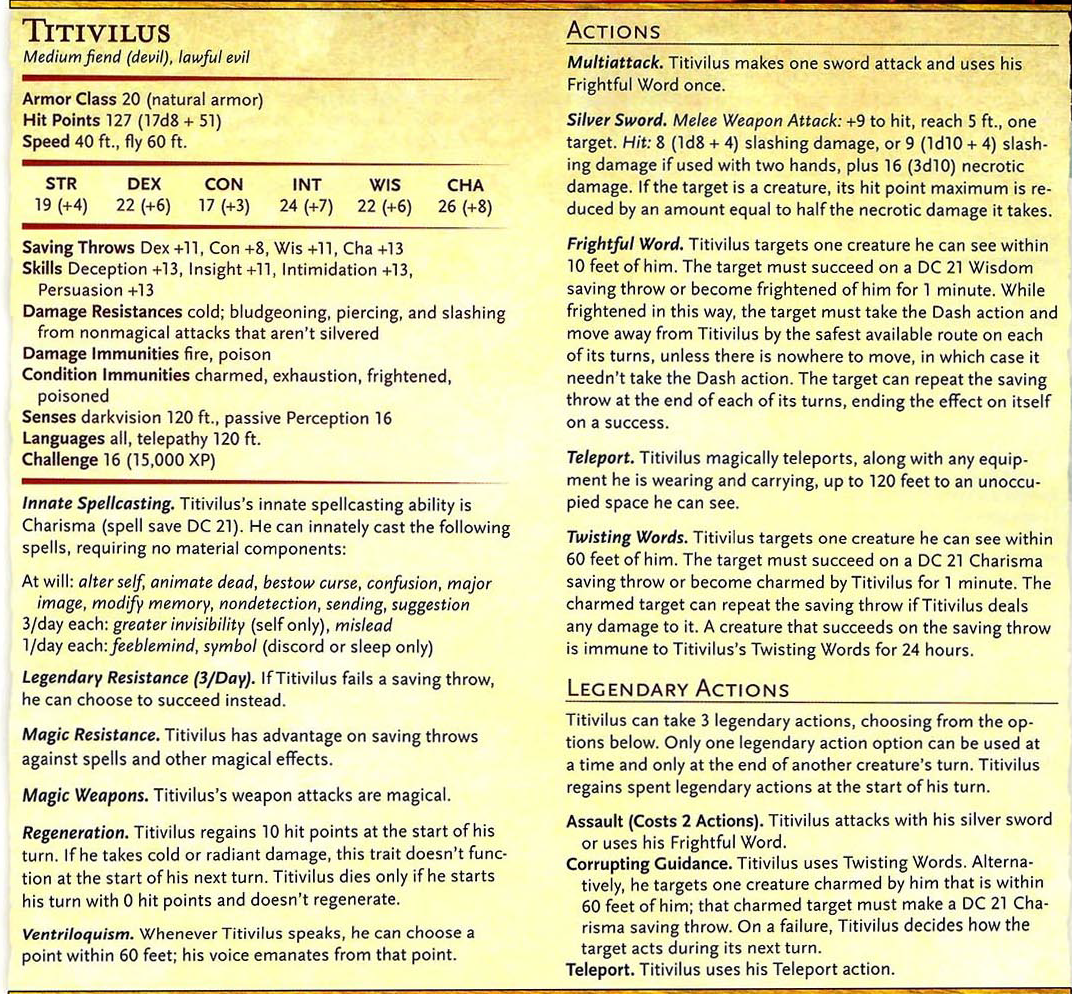 TITIVILUS
Medium fiend (devil), lawful evil
Armor Class 20 (natural armor)
Hit Points 127 (17d8 + 51)
Speed 40 ft., fly 60 ft.
STR DEX CON INT WIS CHA
19 (+4) 22 (+6) 17 (+3) 24 (+7) 22 (+6) 26 (+8)
Saving Throws Dex +11, Con +8, Wis +11, Cha +13
Skills Deception +13, Insight +11, Intimidation +13,
Persuasion +13
Damage Resistances cold; bludgeoning, piercing, and slashing
from nonmagical attacks that aren't silvered
Damage Immunities fire, poison
Condition Immunities charmed, exhaustion, frightened,
poisoned
Senses darkvision 120 ft., passive Perception 16
Languages all, telepathy 120 ft.
Challenge 16 (15,000 XP)
Innate Spellcasting. Titivilus's innate spellcasting ability is
Charisma (spell save DC 21). He can innately cast the following
spells, requiring no material components:
At will: alter self, animate dead, bestow curse, confusion, major
image, modify memory, nondetection, sending, suggestion
3/day each: greater invisibility (self only), mislead
1/day each: feeblemind, symbol (discord or sleep only)
Legendary Resistance (3/Day). If Titivilus fails a saving throw,
he can choose to succeed instead.
Magic Resistance. Titivilus has advantage on saving throws
against spells and other magical effects.
Magic Weapons. Titivilus's weapon attacks are magical.
Regeneration. Titivilus regains 10 hit points at the start of his
turn. If he takes cold or radiant damage, this trait doesn't func-
tion at the start of his next turn. Titivilus dies only if he starts
his turn with 0 hit points and doesn't regenerate.
Ventriloquism. Whenever Titivilus speaks, he can choose a
point within 60 feet; his voice emanates from that point.
ACTIONS
Multiattack. Titivilus makes one sword attack and uses his
Frightful Word once.
Silver Sword. Melee Weapon Attack: +9 to hit, reach 5 ft., one
target. Hit: 8 (1d8 + 4) slashing damage, or 9 (1d10 + 4) slash-
ing damage if used with two hands, plus 16 (3d10) necrotic
damage. If the target is a creature, its hit point maximum is re-
duced by an amount equal to half the necrotic damage it takes.
Frightful Word. Titivilus targets one creature he can see within
10 feet of him. The target must succeed on a DC 21 Wisdom
saving throw or become frightened of him for 1 minute. While
frightened in this way, the target must take the Dash action and
move away from Titivilus by the safest available route on each
of its turns, unless there is nowhere to move, in which case it
needn't take the Dash action. The target can repeat the saving
throw at the end of each of its turns, ending the effect on itself
on a success.
Teleport. Titivilus magically teleports, along with any equip-
ment he is wearing and carrying, up to 120 feet to an unoccu-
pied space he can see.
Twisting Words. Titivilus targets one creature he can see within
60 feet of him. The target must succeed on a DC 21 Charisma
saving throw or become charmed by Titivilus for 1 minute. The
charmed target can repeat the saving throw if Titivilus deals
any damage to it. A creature that succeeds on the saving throw
is immune to Titivilus's Twisting Words for 24 hours.
LEGENDARY ACTIONS
Titivilus can take 3 legendary actions, choosing from the op-
tions below. Only one legendary action option can be used at
a time and only at the end of another creature's turn. Titivilus
regains spent legendary actions at the start of his turn.
Assault (Costs 2 Actions). Titivilus attacks with his silver sword
or uses his Frightful Word.
Corrupting Guidance. Titivilus uses Twisting Words. Alterna-
tively, he targets one creature charmed by him that is within
60 feet of him; that charmed target must make a DC 21 Cha-
risma saving throw. On a failure, Titivilus decides how the
target acts during its next turn.
Teleport. Titivilus uses his Teleport action.